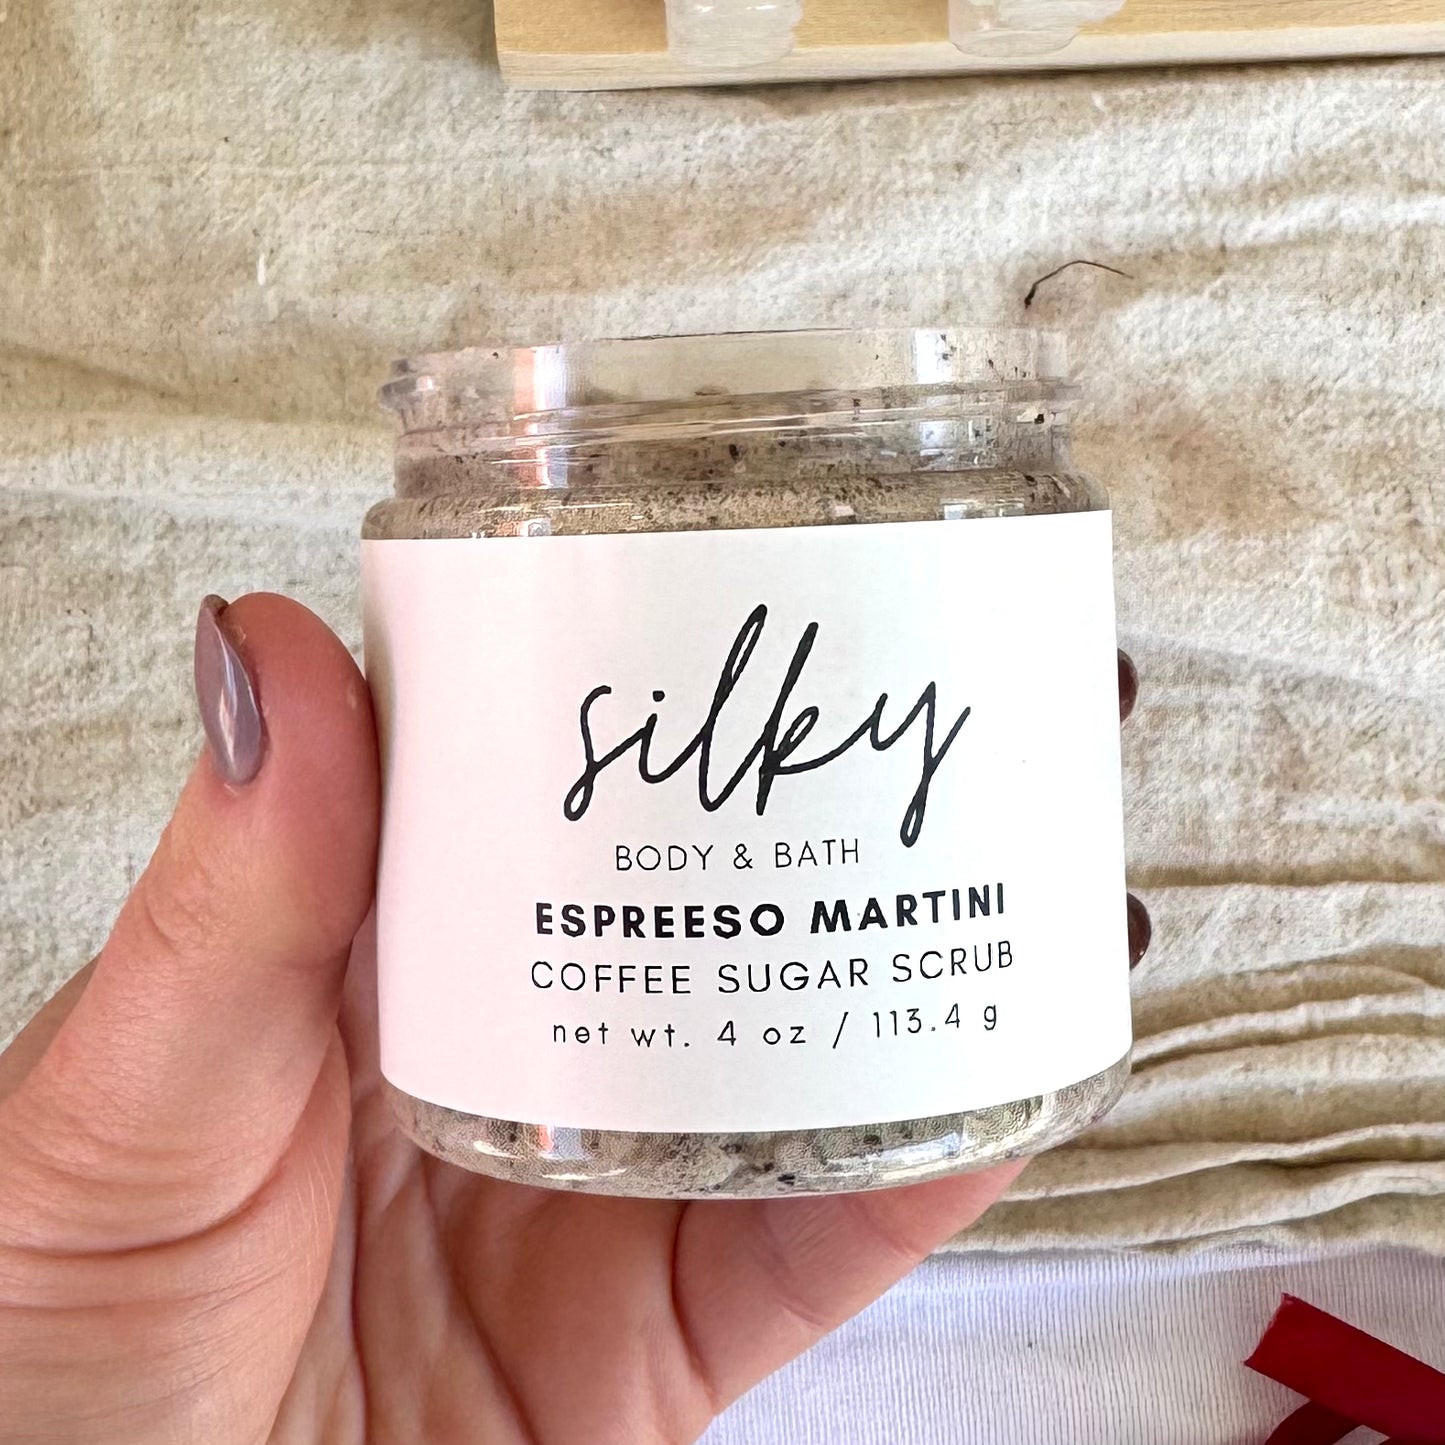 silky
BODY & BATH
ESPREESO MARTINI
COFFEE SUGAR SCRUB
net wt. 4 oz / 113.4 g